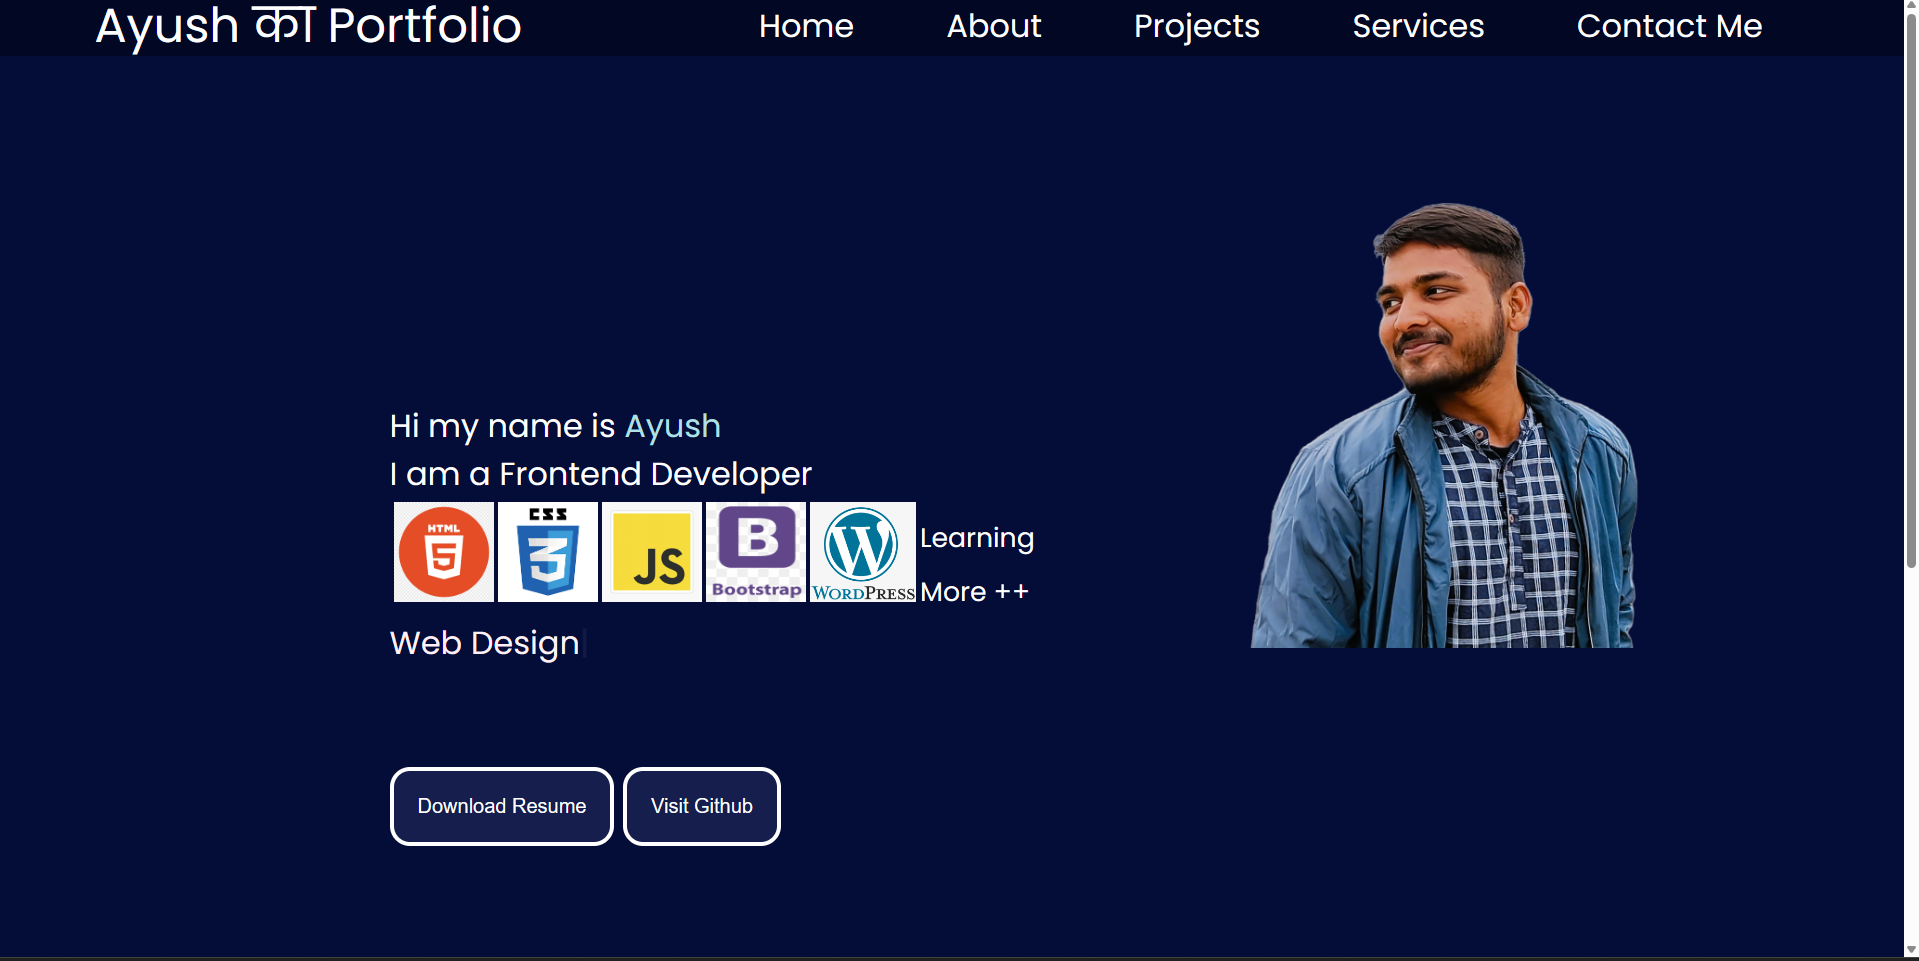 Ayush का Portfolio Home About Projects Services Contact Me
Hi my name is Ayush
I am a Frontend Developer
HTML 5
CSS 3
JS
B Bootstrap
W WORDPRESS
Learning
More ++
Web Design
Download Resume Visit Github